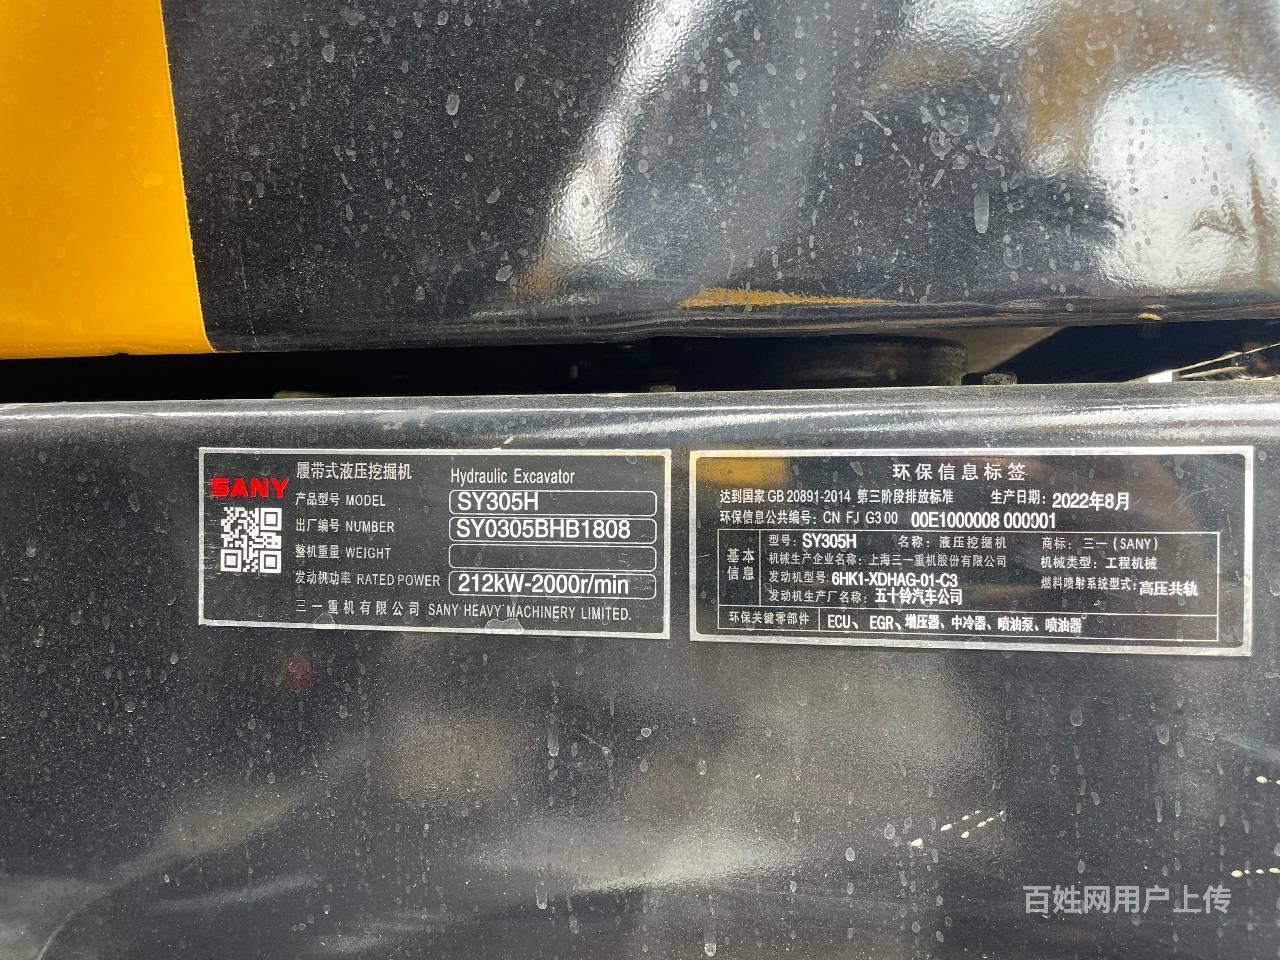 履带式液压挖掘机 Hydraulic Excavator
SANY
产品型号 MODEL SY305H
出厂编号 NUMBER SY0305BHB1808
整机重量 WEIGHT
发动机功率 RATED POWER 212kW-2000r/min
三一重机有限公司 SANY HEAVY MACHINERY LIMITED.
环保信息标签
达到国家 GB 20891-2014 第三阶段排放标准 生产日期: 2022年8月
环保信息公共编号: CN FJ G3 00 00E1000008 000001
基本信息
型号: SY305H 名称: 液压挖掘机 商标: 三一(SANY)
机械生产企业名称: 上海三一重机股份有限公司 机械类型: 工程机械
发动机型号: 6HK1-XDHAG-01-C3 燃料喷射系统型式: 高压共轨
发动机生产厂名称: 五十铃汽车公司
环保关键零部件 ECU、EGR、增压器、中冷器、喷油泵、喷油器
百姓网用户上传